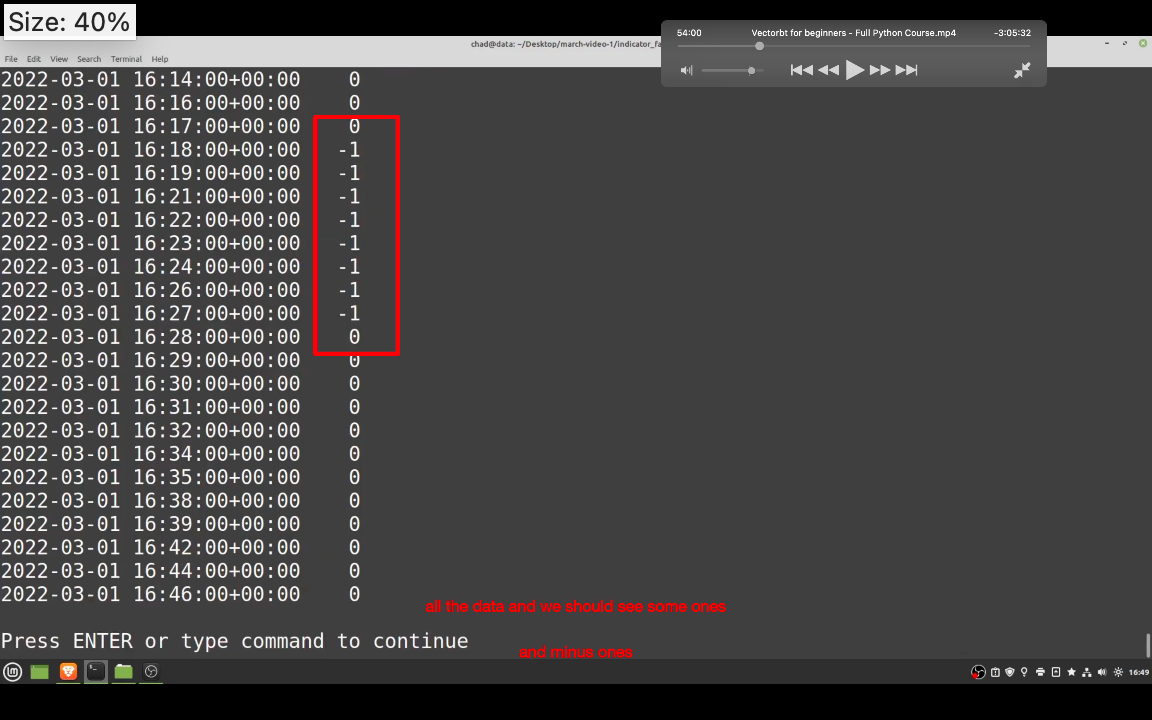 Size: 40%
54:00 Vectorbt for beginners - Full Python Course.mp4 -3:05:32
chad@data: ~/Desktop/march-video-1/indicator_fa
File Edit View Search Terminal Help
2022-03-01 16:14:00+00:00 0
2022-03-01 16:16:00+00:00 0
2022-03-01 16:17:00+00:00 0
2022-03-01 16:18:00+00:00 -1
2022-03-01 16:19:00+00:00 -1
2022-03-01 16:21:00+00:00 -1
2022-03-01 16:22:00+00:00 -1
2022-03-01 16:23:00+00:00 -1
2022-03-01 16:24:00+00:00 -1
2022-03-01 16:26:00+00:00 -1
2022-03-01 16:27:00+00:00 -1
2022-03-01 16:28:00+00:00 0
2022-03-01 16:29:00+00:00 0
2022-03-01 16:30:00+00:00 0
2022-03-01 16:31:00+00:00 0
2022-03-01 16:32:00+00:00 0
2022-03-01 16:34:00+00:00 0
2022-03-01 16:35:00+00:00 0
2022-03-01 16:38:00+00:00 0
2022-03-01 16:39:00+00:00 0
2022-03-01 16:42:00+00:00 0
2022-03-01 16:44:00+00:00 0
2022-03-01 16:46:00+00:00 0
all the data and we should see some ones
Press ENTER or type command to continue
and minus ones
16:49